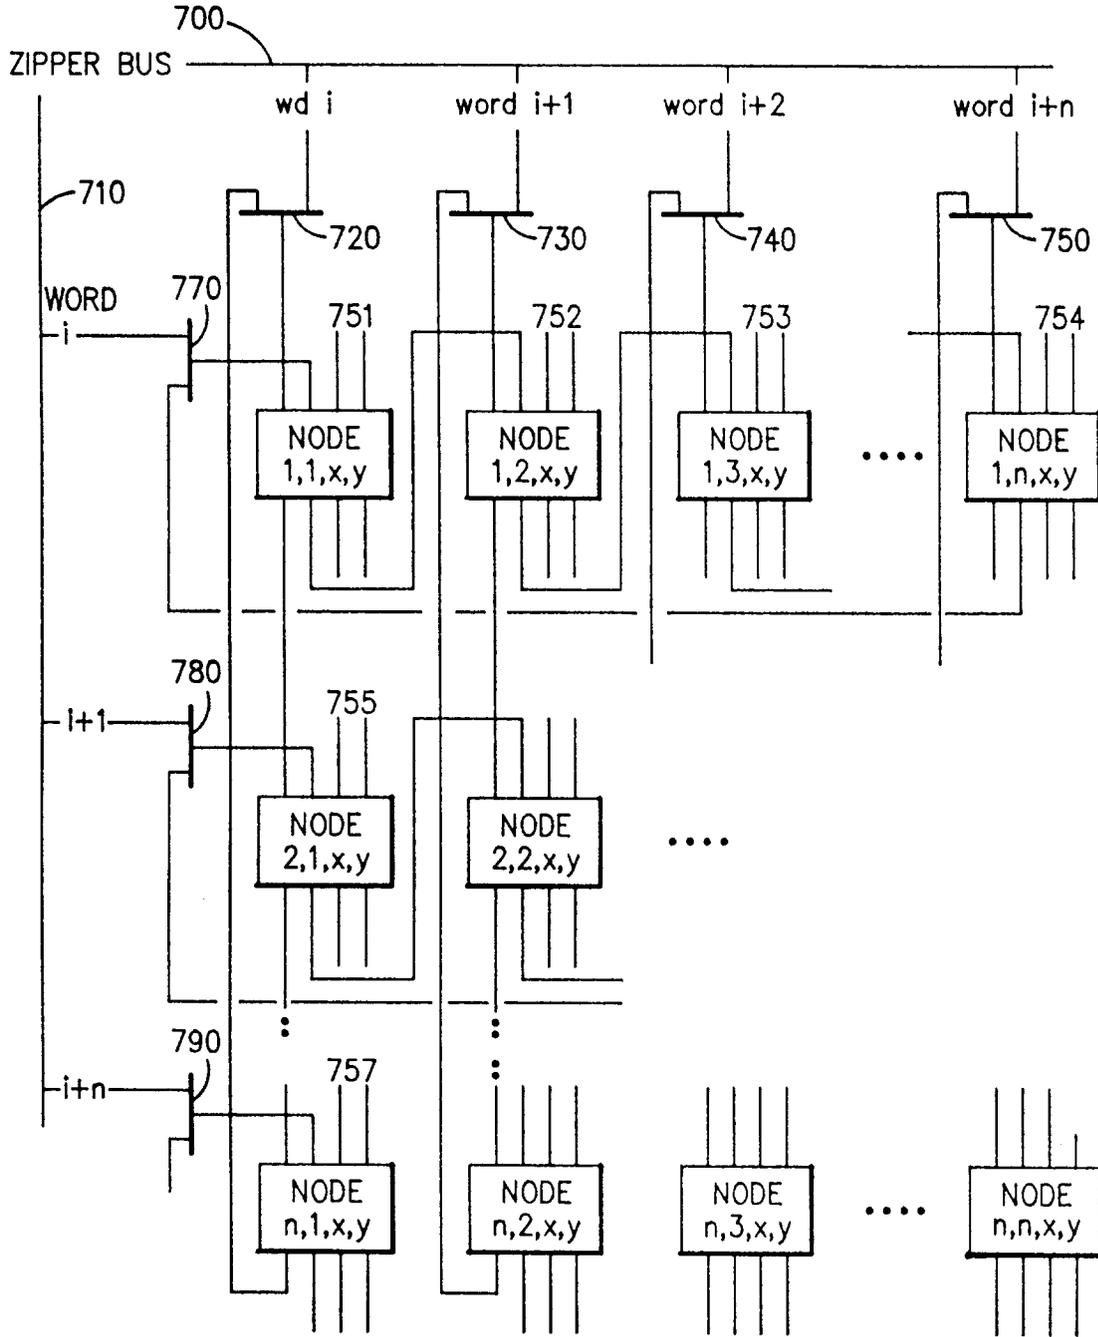 700
ZIPPER BUS
wd i
word i+1
word i+2
word i+n
710
720
730
740
750
WORD
770
i
751
752
753
754
NODE
1,1,x,y
NODE
1,2,x,y
NODE
1,3,x,y
NODE
1,n,x,y
780
i+1
755
NODE
2,1,x,y
NODE
2,2,x,y
790
i+n
757
NODE
n,1,x,y
NODE
n,2,x,y
NODE
n,3,x,y
NODE
n,n,x,y